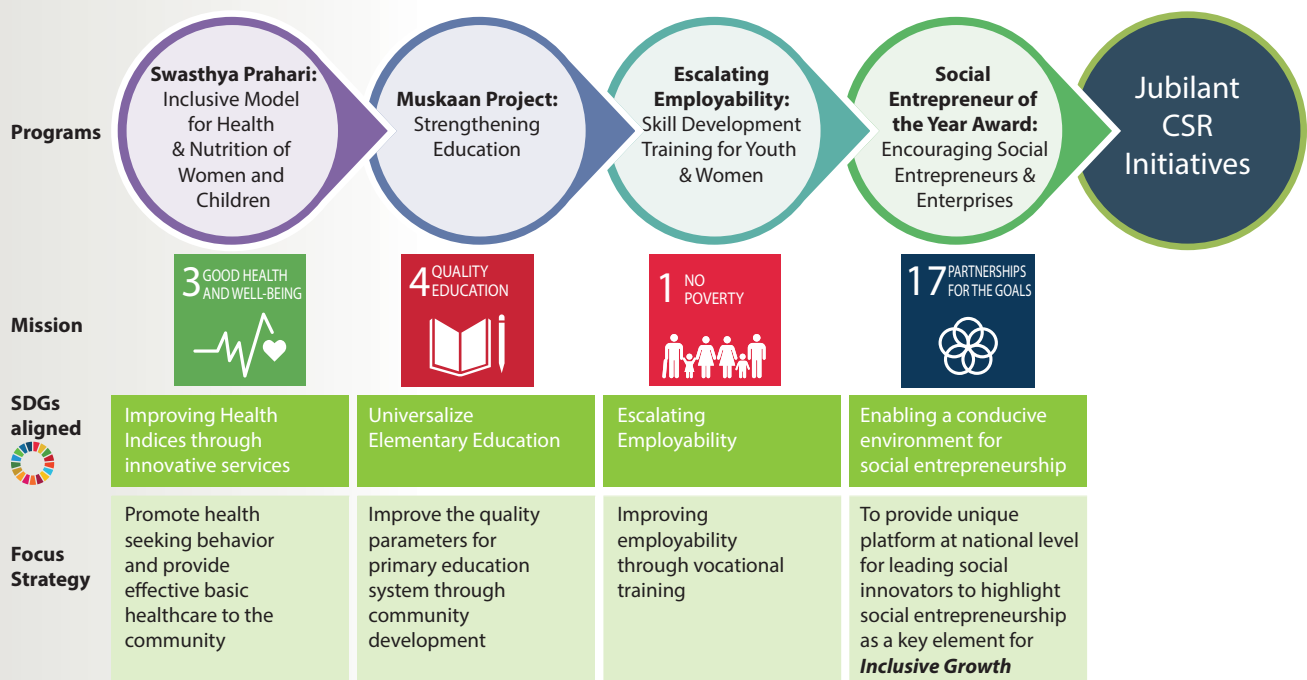 Programs
Swasthya Prahari:
Inclusive Model
for Health
& Nutrition of
Women and
Children
Muskaan Project:
Strengthening
Education
Escalating
Employability:
Skill Development
Training for Youth
& Women
Social
Entrepreneur of
the Year Award:
Encouraging Social
Entrepreneurs &
Enterprises
Jubilant
CSR
Initiatives
Mission
3 GOOD HEALTH
AND WELL-BEING
4 QUALITY
EDUCATION
1 NO
POVERTY
17 PARTNERSHIPS
FOR THE GOALS
SDGs
aligned
Improving Health
Indices through
innovative services
Universalize
Elementary Education
Escalating
Employability
Enabling a conducive
environment for
social entrepreneurship
Focus
Strategy
Promote health
seeking behavior
and provide
effective basic
healthcare to the
community
Improve the quality
parameters for
primary education
system through
community
development
Improving
employability
through vocational
training
To provide unique
platform at national level
for leading social
innovators to highlight
social entrepreneurship
as a key element for
Inclusive Growth